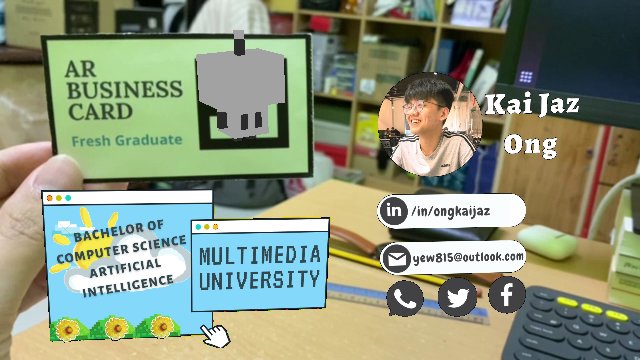 AR
BUSINESS
CARD
Fresh Graduate
Kai Jaz
Ong
in /in/ongkaijaz
yew815@outlook.com
BACHELOR OF
COMPUTER SCIENCE
ARTIFICIAL
INTELLIGENCE
MULTIMEDIA
UNIVERSITY